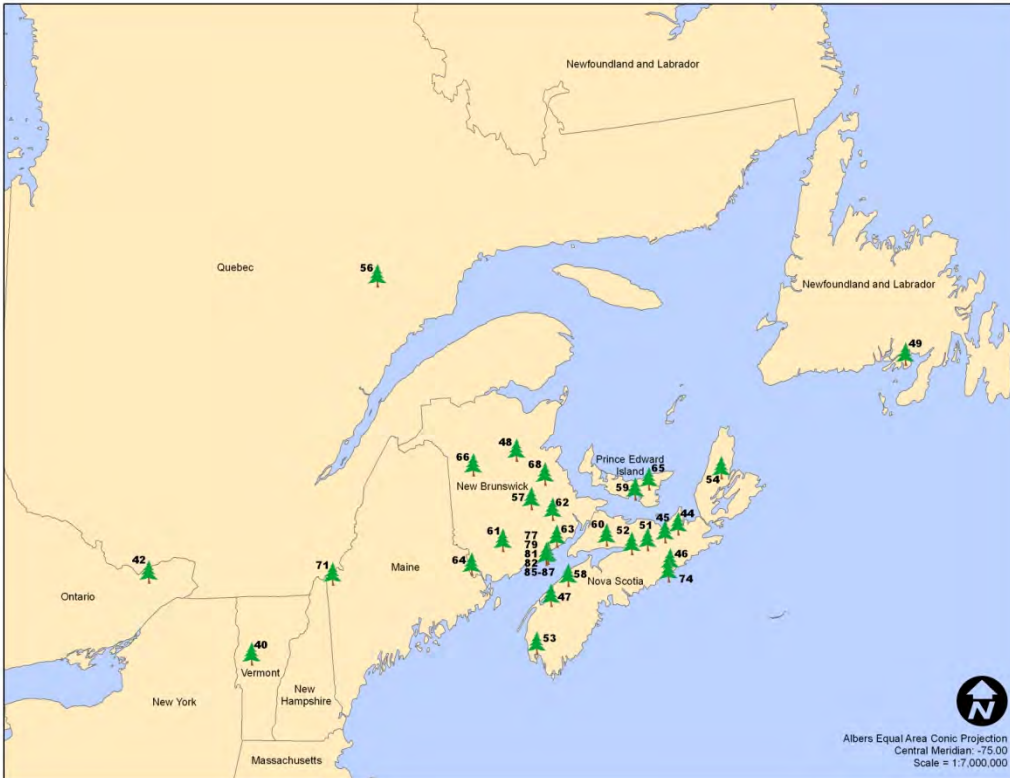 Newfoundland and Labrador
Quebec
56
Newfoundland and Labrador
49
48
66
68
Prince Edward
Island
65
54
59
New Brunswick
57
62
45
44
61
77
63
60
52
51
79
81
82
85-87
64
46
58
Nova Scotia
74
42
71
Maine
47
Ontario
53
40
Vermont
New York
New
Hampshire
Massachusetts
N
Albers Equal Area Conic Projection
Central Meridian: -75.00
Scale = 1:7,000,000